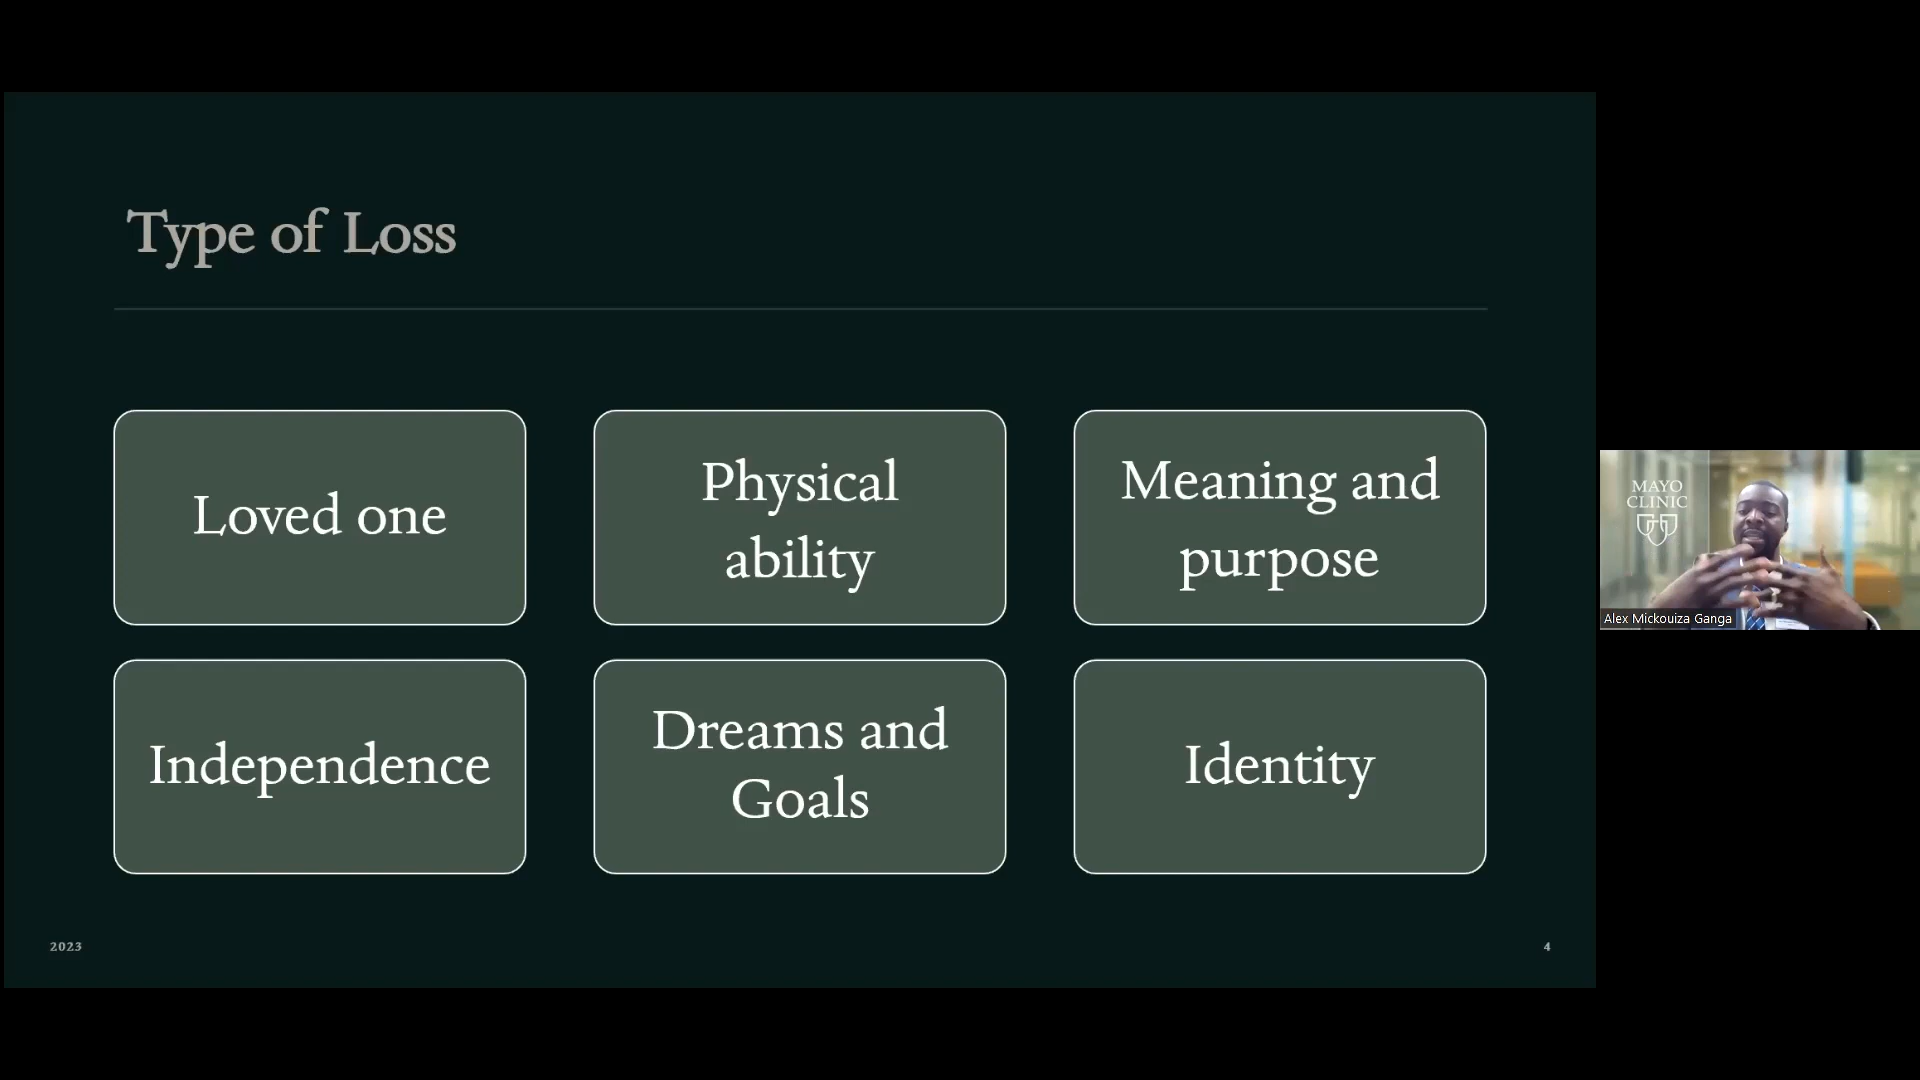 Type of Loss
Loved one
Physical
ability
Meaning and
purpose
Independence
Dreams and
Goals
Identity
2023
4
MAYO
CLINIC
Alex Mickouiza Ganga